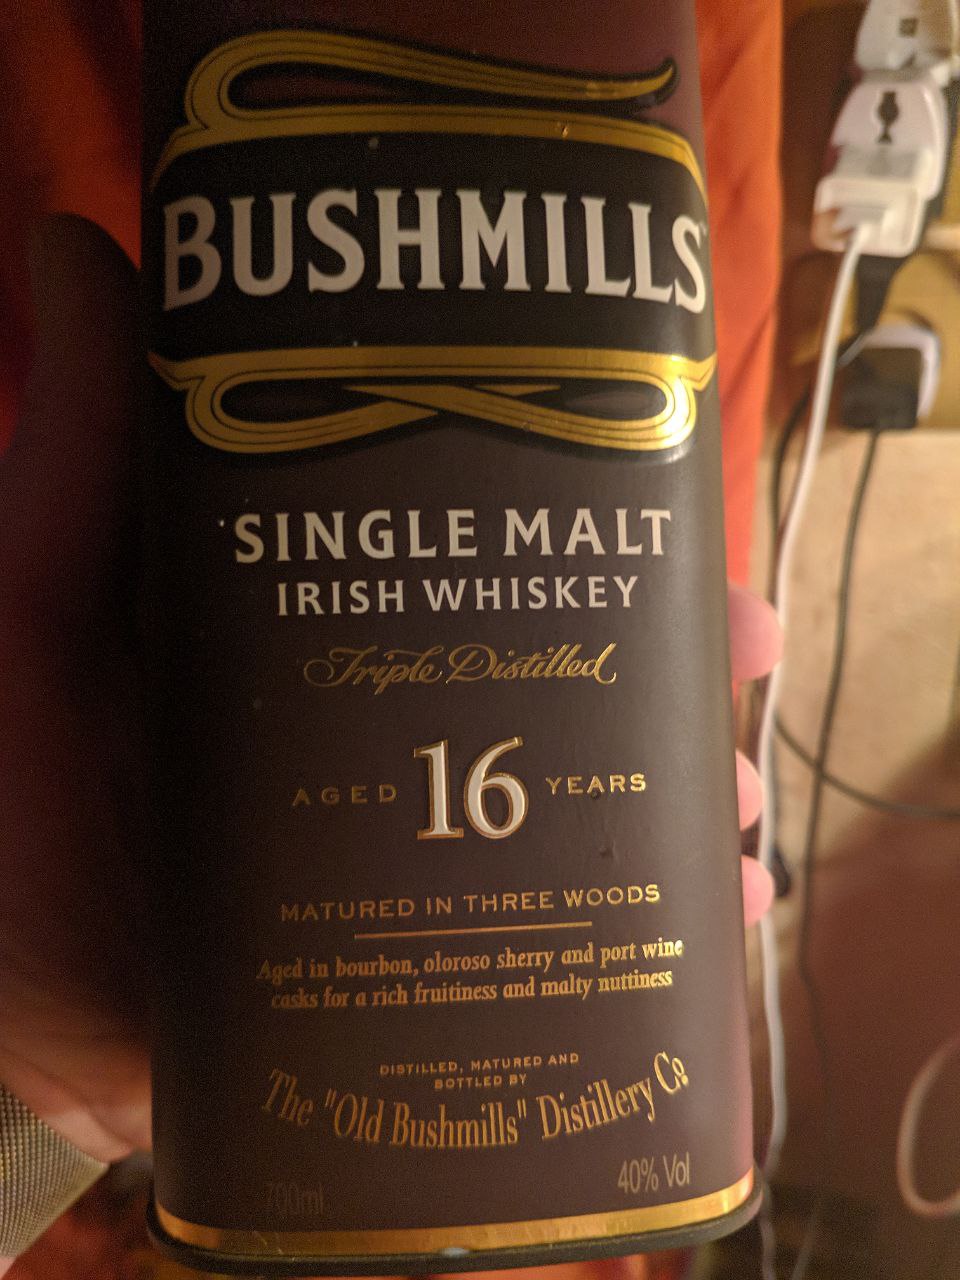 BUSHMILLS
SINGLE MALT
IRISH WHISKEY
Triple Distilled
AGED 16 YEARS
MATURED IN THREE WOODS
Aged in bourbon, oloroso sherry and port wine
casks for a rich fruitiness and malty nuttiness
DISTILLED, MATURED AND
BOTTLED BY
The "Old Bushmills" Distillery Co
700ml 40% Vol